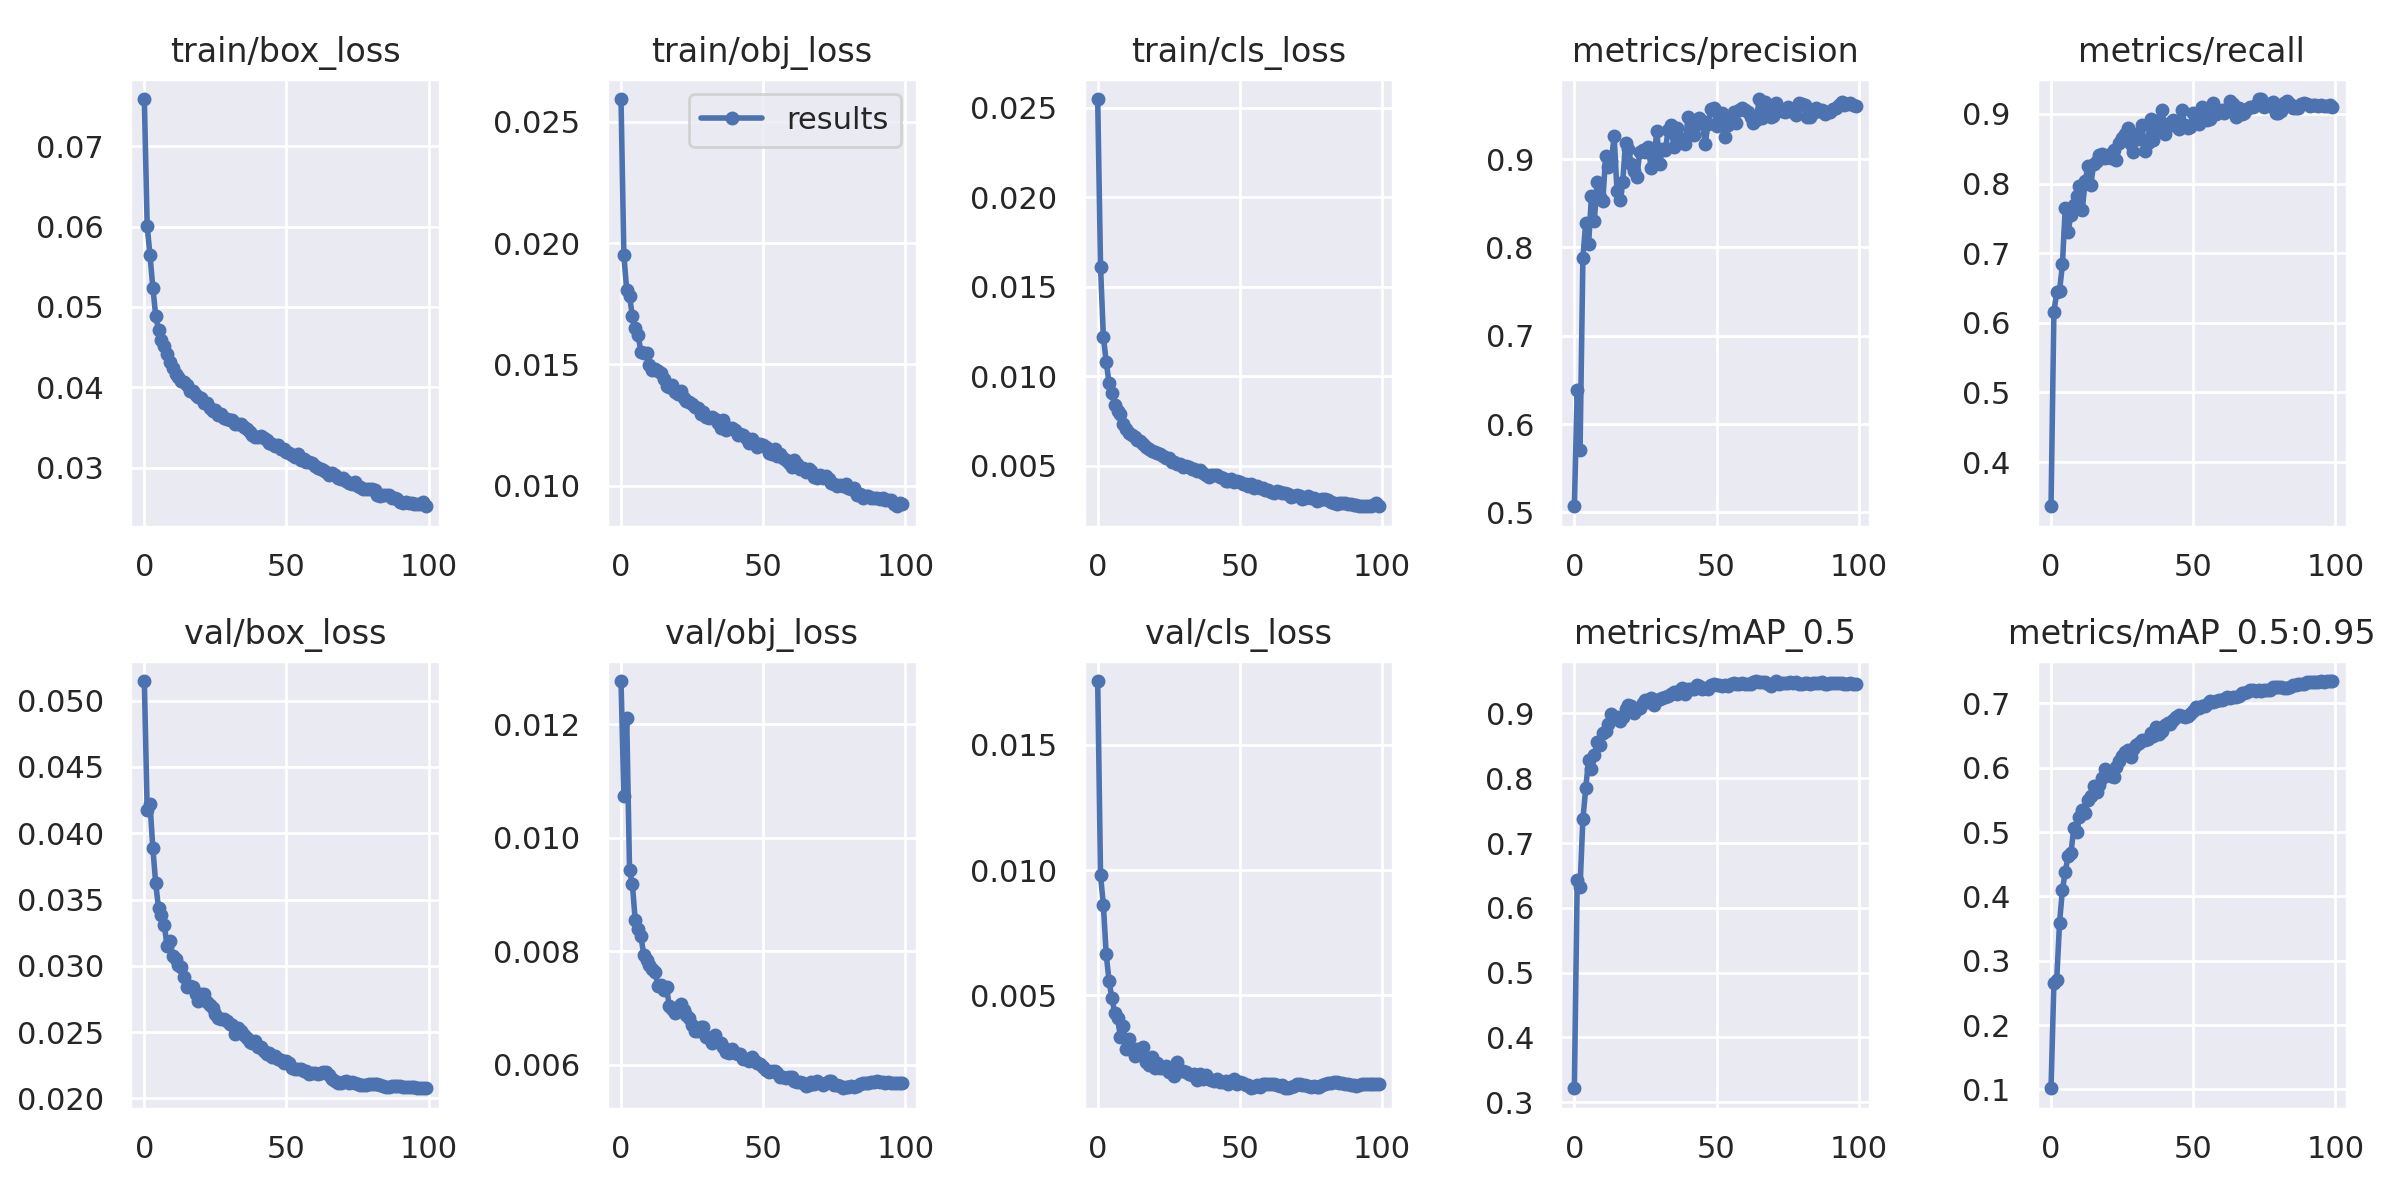 train/box_loss
0.07
0.06
0.05
0.04
0.03
0 50 100
train/obj_loss
results
0.025
0.020
0.015
0.010
0 50 100
train/cls_loss
0.025
0.020
0.015
0.010
0.005
0 50 100
metrics/precision
0.9
0.8
0.7
0.6
0.5
0 50 100
metrics/recall
0.9
0.8
0.7
0.6
0.5
0.4
0 50 100
val/box_loss
0.050
0.045
0.040
0.035
0.030
0.025
0.020
0 50 100
val/obj_loss
0.012
0.010
0.008
0.006
0 50 100
val/cls_loss
0.015
0.010
0.005
0 50 100
metrics/mAP_0.5
0.9
0.8
0.7
0.6
0.5
0.4
0.3
0 50 100
metrics/mAP_0.5:0.95
0.7
0.6
0.5
0.4
0.3
0.2
0.1
0 50 100